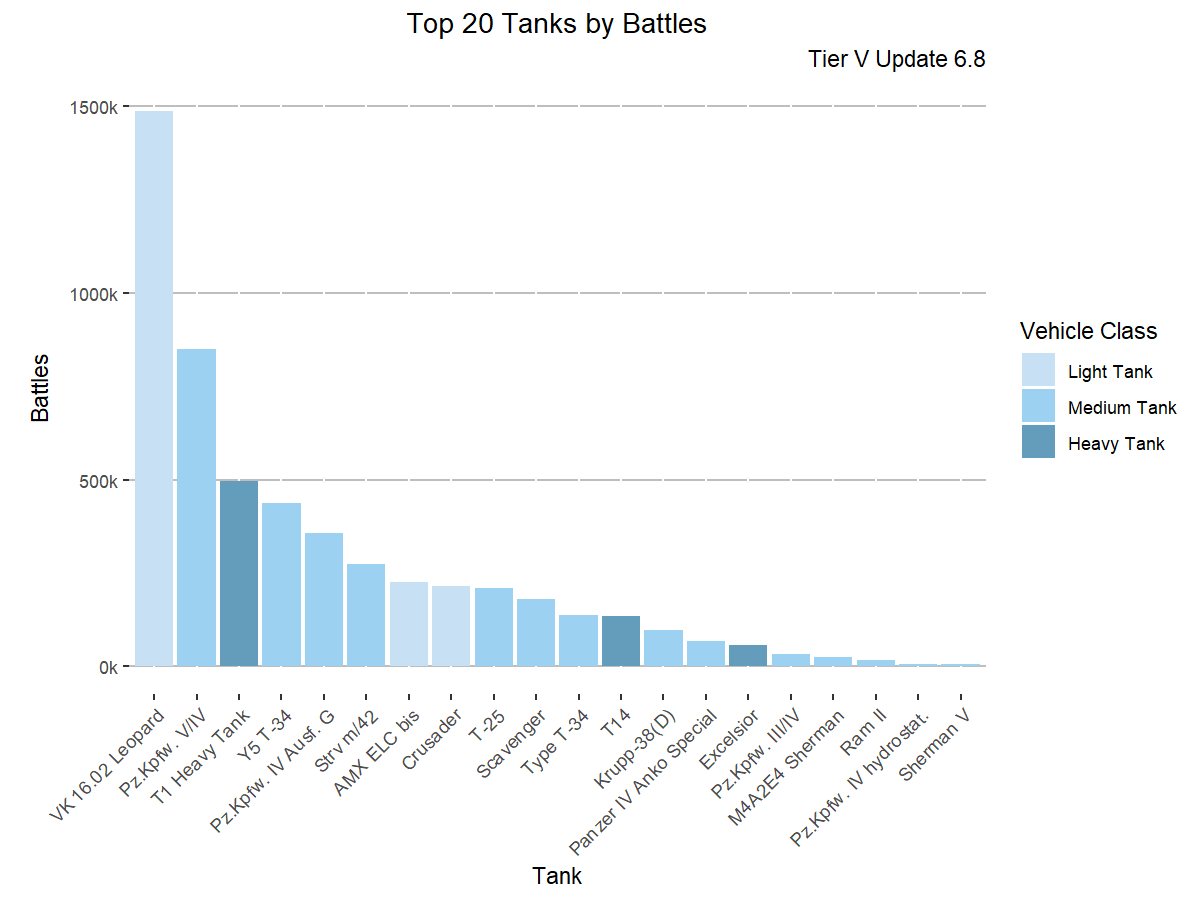 Top 20 Tanks by Battles
Tier V Update 6.8
1500k
1000k
500k
0k
Battles
VK 16.02 Leopard
Pz.Kpfw. V/IV
T1 Heavy Tank
Y5 T-34
Pz.Kpfw. IV Ausf. G
Strv m/42
AMX ELC bis
Crusader
T-25
Scavenger
Type T-34
T14
Krupp-38(D)
Panzer IV Anko Special
Excelsior
Pz.Kpfw. III/IV
M4A2E4 Sherman
Ram II
Pz.Kpfw. IV hydrostat.
Sherman V
Tank
Vehicle Class
Light Tank
Medium Tank
Heavy Tank